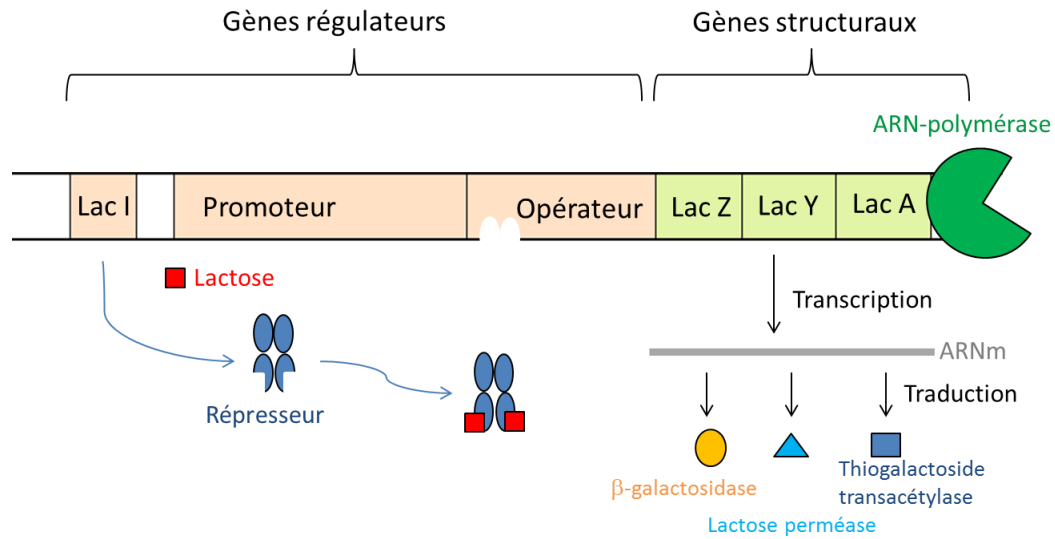 Gènes régulateurs
Gènes structuraux
ARN-polymérase
Lac I
Promoteur
Opérateur
Lac Z
Lac Y
Lac A
Lactose
Transcription
ARNm
Répresseur
Traduction
β-galactosidase
Thiogalactoside
transacétylase
Lactose perméase